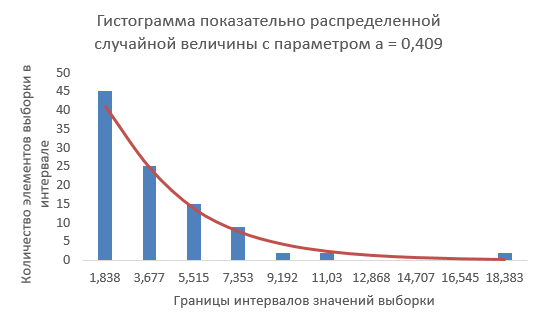 Гистограмма показательно распределенной
случайной величины с параметром a = 0,409
Количество элементов выборки в
интервале
50
45
40
35
30
25
20
15
10
5
0
1,838 3,677 5,515 7,353 9,192 11,03 12,868 14,707 16,545 18,383
Границы интервалов значений выборки